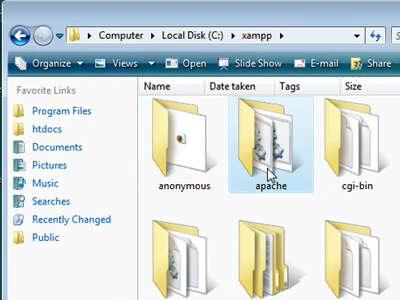 Computer Local Disk (C:) xampp
Organize Views Open Slide Show E-mail Share
Favorite Links
Name Date taken Tags Size
Program Files
htdocs
Documents
Pictures
Music
Searches
Recently Changed
Public
anonymous apache cgi-bin